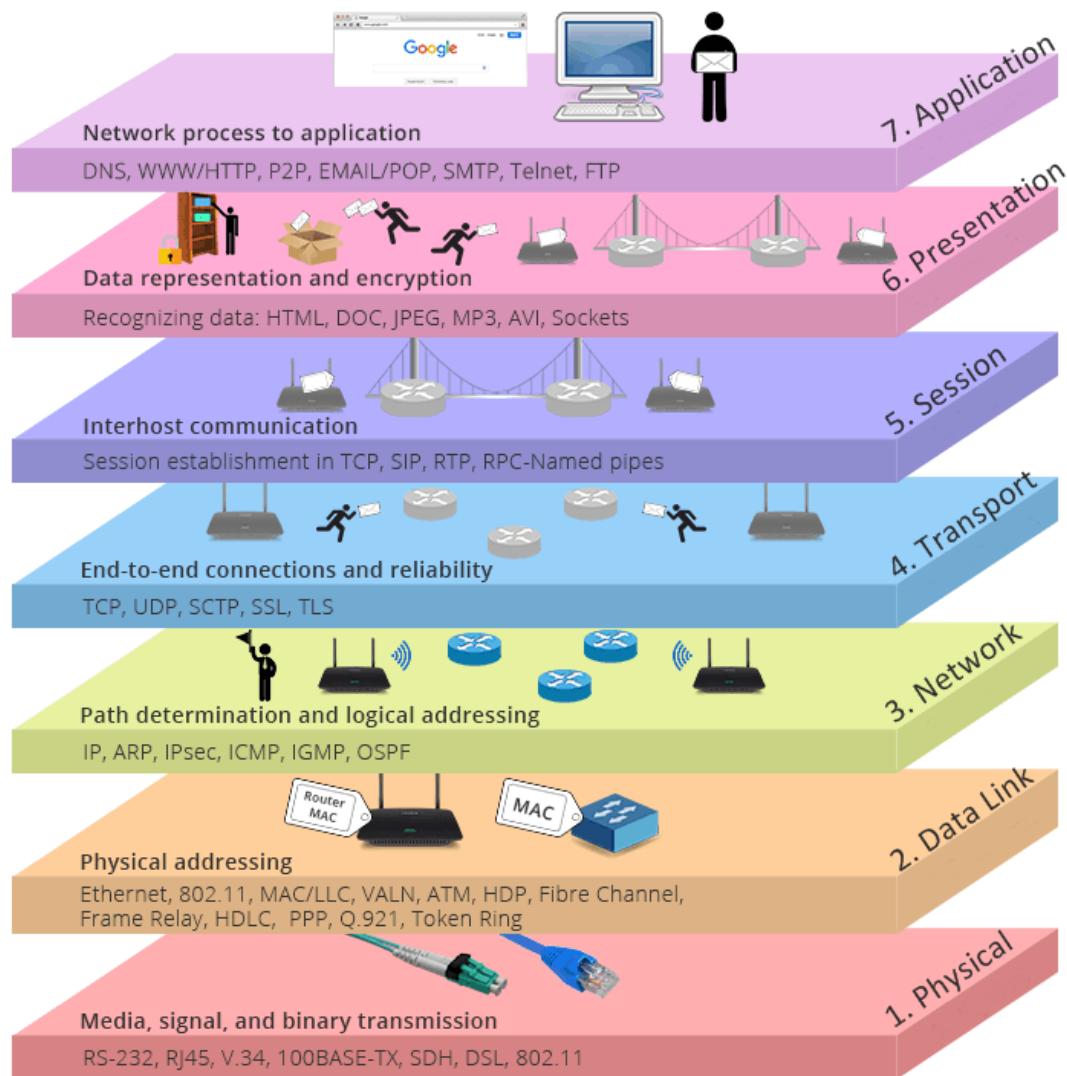 Google
7. Application
Network process to application
DNS, WWW/HTTP, P2P, EMAIL/POP, SMTP, Telnet, FTP
6. Presentation
Data representation and encryption
Recognizing data: HTML, DOC, JPEG, MP3, AVI, Sockets
5. Session
Interhost communication
Session establishment in TCP, SIP, RTP, RPC-Named pipes
4. Transport
End-to-end connections and reliability
TCP, UDP, SCTP, SSL, TLS
3. Network
Path determination and logical addressing
IP, ARP, IPsec, ICMP, IGMP, OSPF
Router
MAC
MAC
2. Data Link
Physical addressing
Ethernet, 802.11, MAC/LLC, VALN, ATM, HDP, Fibre Channel,
Frame Relay, HDLC, PPP, Q.921, Token Ring
1. Physical
Media, signal, and binary transmission
RS-232, RJ45, V.34, 100BASE-TX, SDH, DSL, 802.11